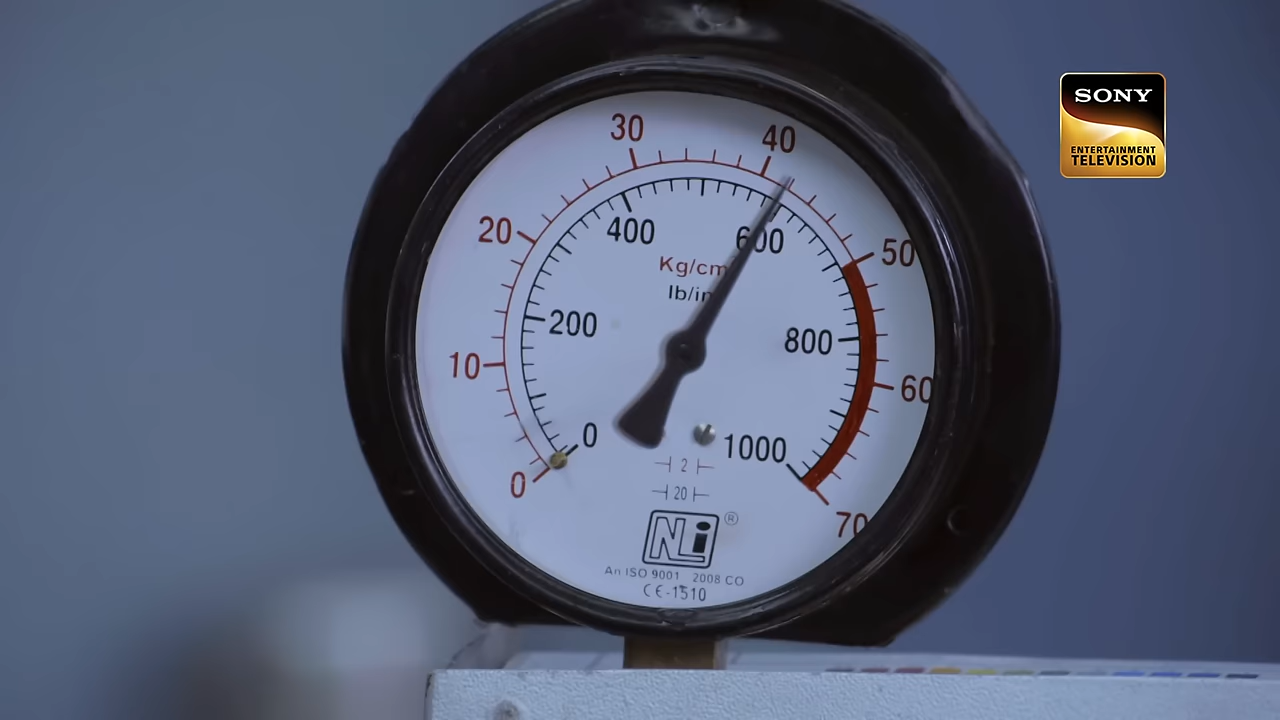 SONY
ENTERTAINMENT
TELEVISION
30
40
20
50
400
600
Kg/cm
lb/in
200
800
10
60
0
1000
0
2
20
70
NLi ®
An ISO 9001 2008 CO
CE-1510